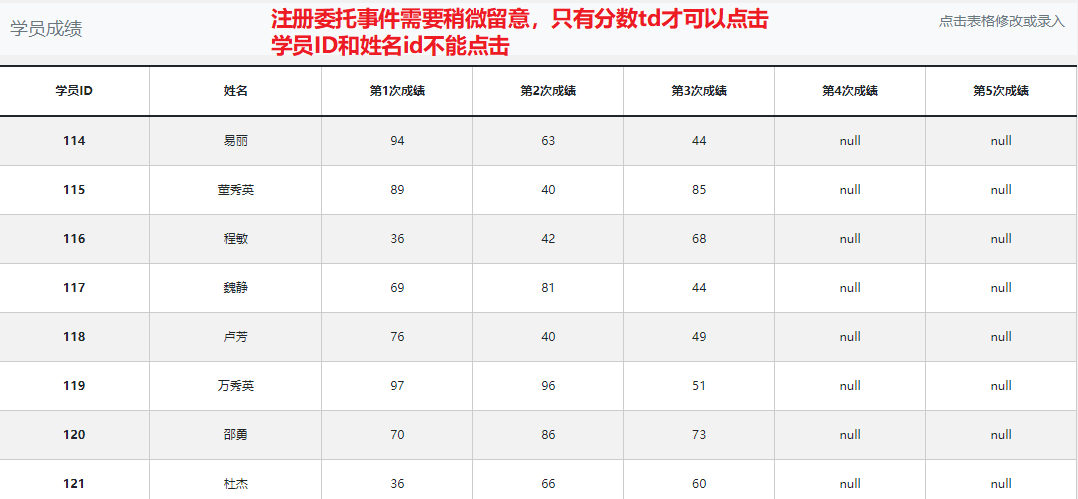 学员成绩
注册委托事件需要稍微留意，只有分数td才可以点击
学员ID和姓名id不能点击
点击表格修改或录入
学员ID 姓名 第1次成绩 第2次成绩 第3次成绩 第4次成绩 第5次成绩
114 易丽 94 63 44 null null
115 董秀英 89 40 85 null null
116 程敏 36 42 68 null null
117 魏静 69 81 44 null null
118 卢芳 76 40 49 null null
119 万秀英 97 96 51 null null
120 邵勇 70 86 73 null null
121 杜杰 36 66 60 null null